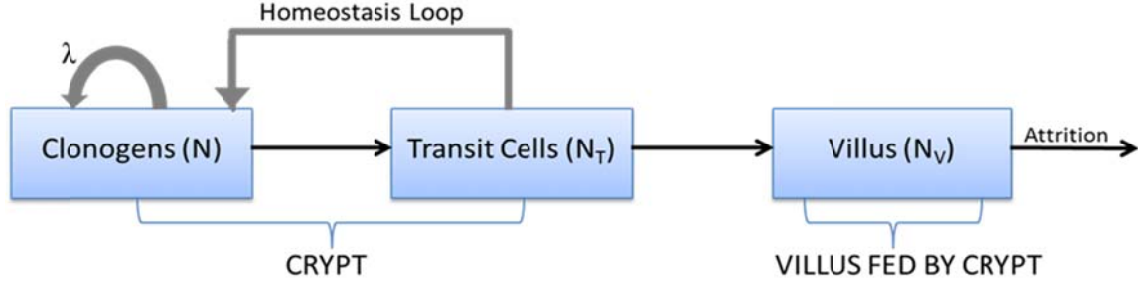 Homeostasis Loop
λ
Clonogens (N)
Transit Cells (N_T)
Villus (N_V)
Attrition
CRYPT
VILLUS FED BY CRYPT